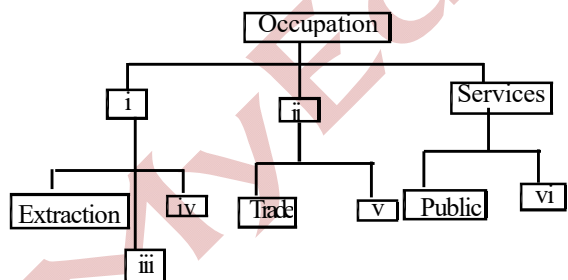 Occupation
i
ii
Services
Extraction
iv
Trade
v
Public
vi
iii